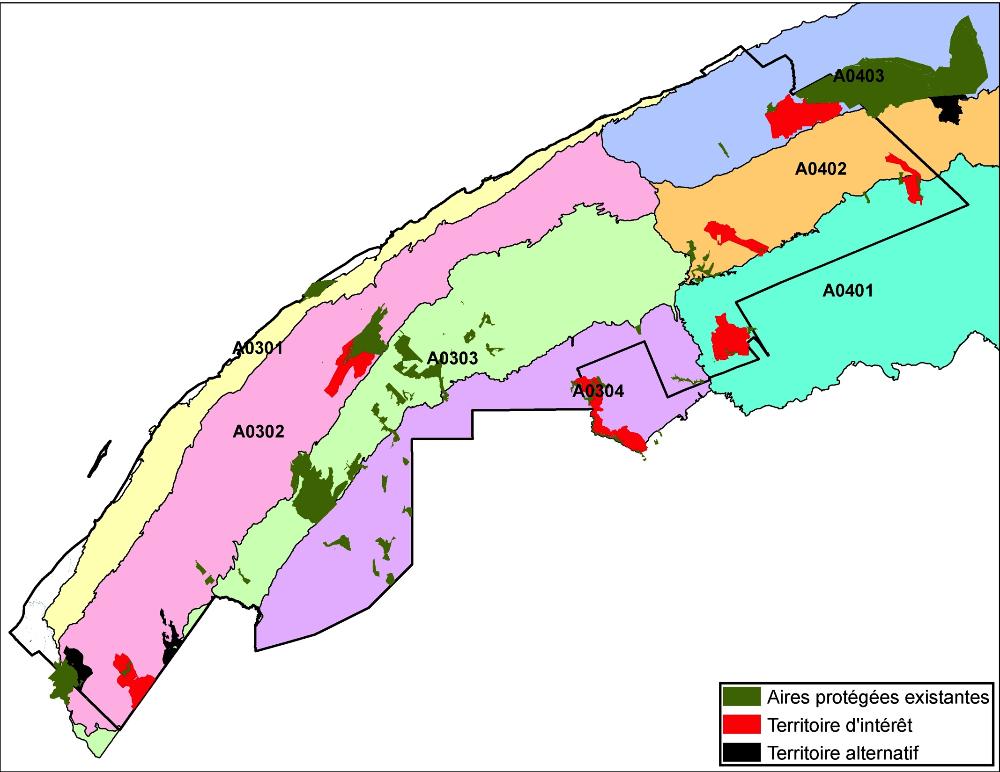 A0403
A0402
A0401
A0301
A0303
A0304
A0302
Aires protégées existantes
Territoire d'intérêt
Territoire alternatif